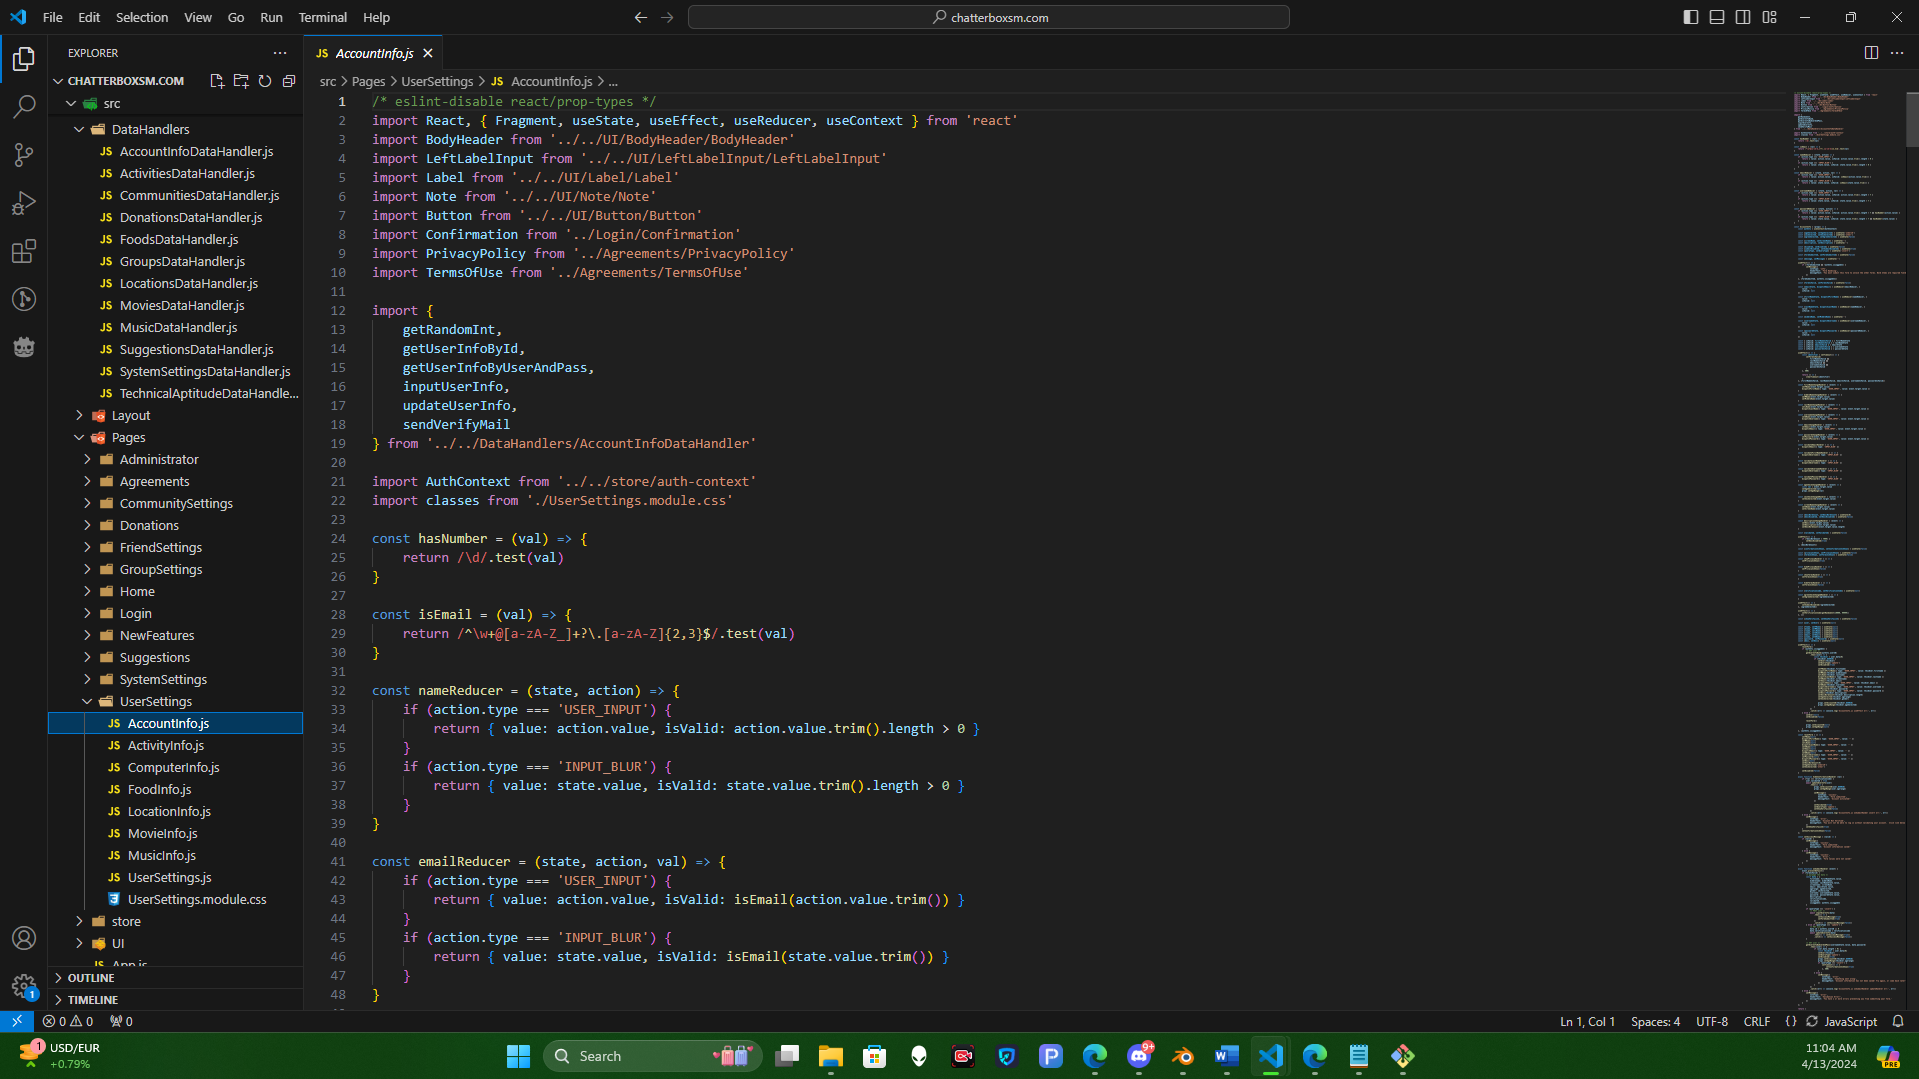 File Edit Selection View Go Run Terminal Help
chatterboxsm.com
EXPLORER
CHATTERBOXSM.COM
src
DataHandlers
JS AccountInfoDataHandler.js
JS ActivitiesDataHandler.js
JS CommunitiesDataHandler.js
JS DonationsDataHandler.js
JS FoodsDataHandler.js
JS GroupsDataHandler.js
JS LocationsDataHandler.js
JS MoviesDataHandler.js
JS MusicDataHandler.js
JS SuggestionsDataHandler.js
JS SystemSettingsDataHandler.js
JS TechnicalAptitudeDataHandle...
Layout
Pages
Administrator
Agreements
CommunitySettings
Donations
FriendSettings
GroupSettings
Home
Login
NewFeatures
Suggestions
SystemSettings
UserSettings
JS AccountInfo.js
JS ActivityInfo.js
JS ComputerInfo.js
JS FoodInfo.js
JS LocationInfo.js
JS MovieInfo.js
JS MusicInfo.js
JS UserSettings.js
UserSettings.module.css
store
UI
App.js
OUTLINE
TIMELINE
JS AccountInfo.js
src > Pages > UserSettings > JS AccountInfo.js > ...
1 /* eslint-disable react/prop-types */
2 import React, { Fragment, useState, useEffect, useReducer, useContext } from 'react'
3 import BodyHeader from '../../UI/BodyHeader/BodyHeader'
4 import LeftLabelInput from '../../UI/LeftLabelInput/LeftLabelInput'
5 import Label from '../../UI/Label/Label'
6 import Note from '../../UI/Note/Note'
7 import Button from '../../UI/Button/Button'
8 import Confirmation from '../Login/Confirmation'
9 import PrivacyPolicy from '../Agreements/PrivacyPolicy'
10 import TermsOfUse from '../Agreements/TermsOfUse'
11
12 import {
13 getRandomInt,
14 getUserInfoById,
15 getUserInfoByUserAndPass,
16 inputUserInfo,
17 updateUserInfo,
18 sendVerifyMail
19 } from '../../DataHandlers/AccountInfoDataHandler'
20
21 import AuthContext from '../../store/auth-context'
22 import classes from './UserSettings.module.css'
23
24 const hasNumber = (val) => {
25 return /\d/.test(val)
26 }
27
28 const isEmail = (val) => {
29 return /^\w+@[a-zA-Z_]+?\.[a-zA-Z]{2,3}$/.test(val)
30 }
31
32 const nameReducer = (state, action) => {
33 if (action.type === 'USER_INPUT') {
34 return { value: action.value, isValid: action.value.trim().length > 0 }
35 }
36 if (action.type === 'INPUT_BLUR') {
37 return { value: state.value, isValid: state.value.trim().length > 0 }
38 }
39 }
40
41 const emailReducer = (state, action, val) => {
42 if (action.type === 'USER_INPUT') {
43 return { value: action.value, isValid: isEmail(action.value.trim()) }
44 }
45 if (action.type === 'INPUT_BLUR') {
46 return { value: state.value, isValid: isEmail(state.value.trim()) }
47 }
48 }
1
0 0 0
Ln 1, Col 1 Spaces: 4 UTF-8 CRLF {} JavaScript
1 USD/EUR
+0.79%
Search
9+
11:04 AM
4/13/2024
PRE